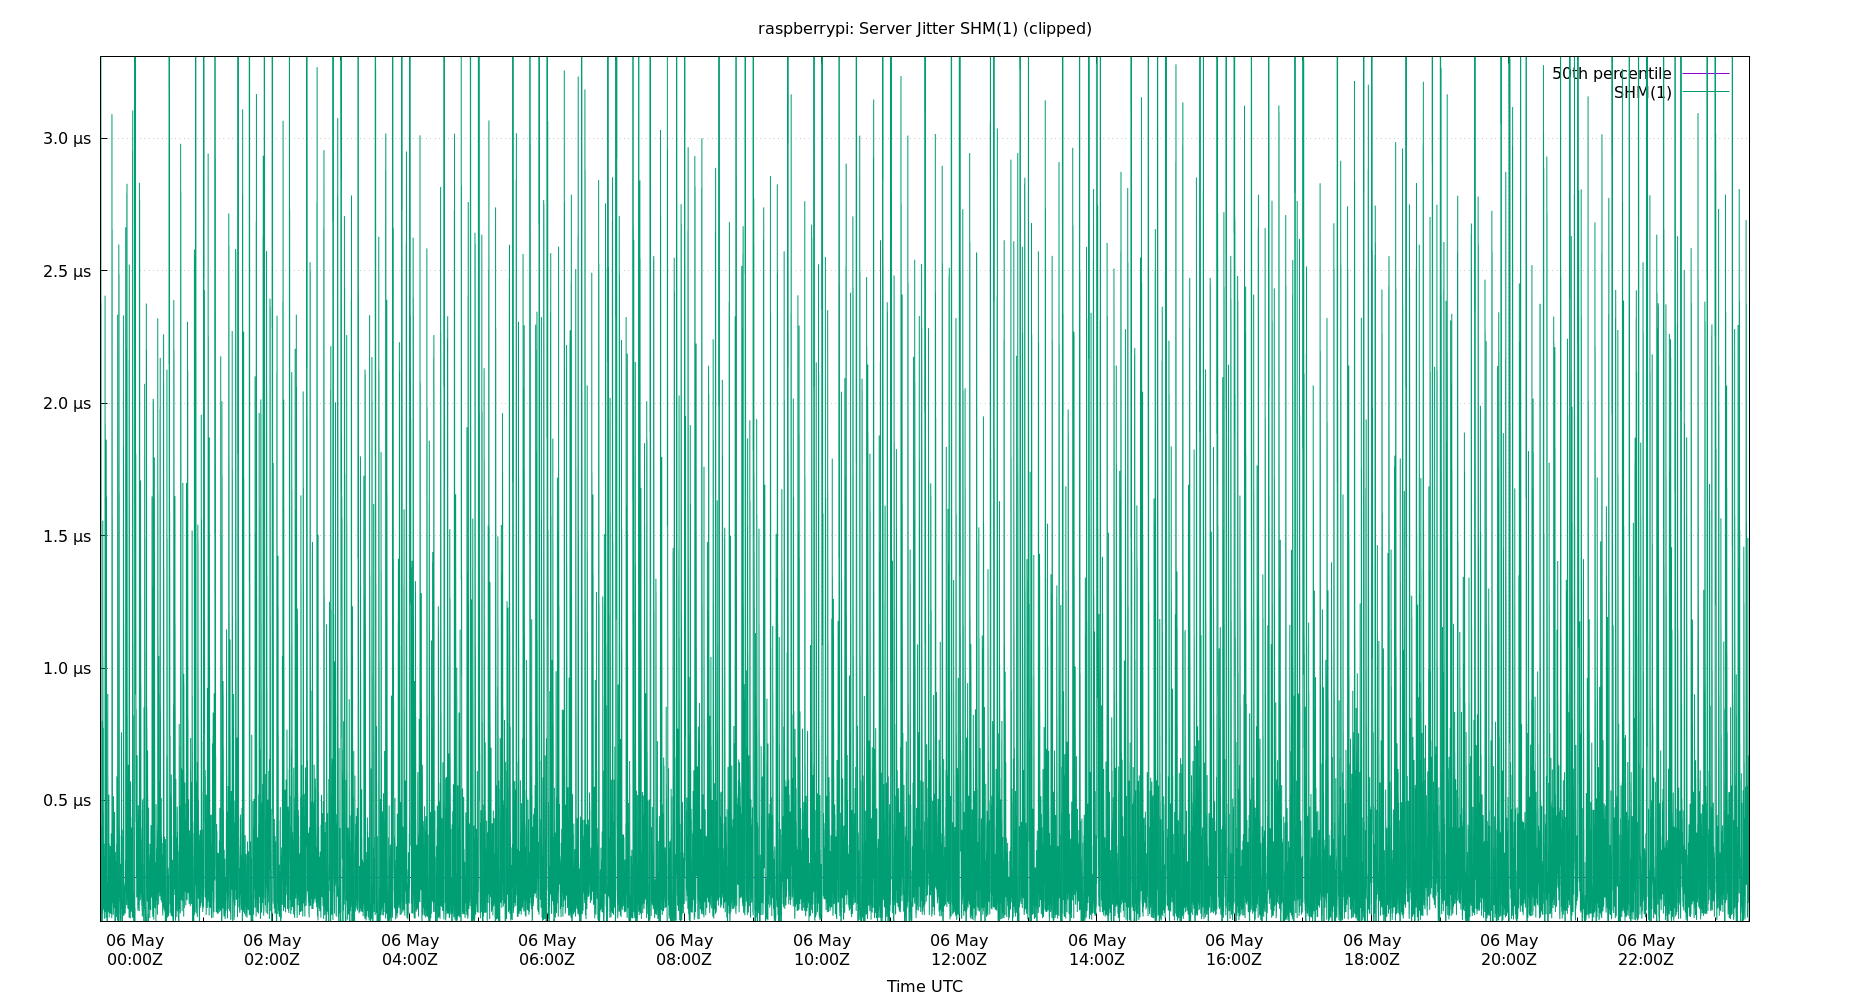 raspberrypi: Server Jitter SHM(1) (clipped)
50th percentile
SHM(1)
3.0 µs
2.5 µs
2.0 µs
1.5 µs
1.0 µs
0.5 µs
06 May 06 May 06 May 06 May 06 May 06 May 06 May 06 May 06 May 06 May 06 May 06 May
00:00Z 02:00Z 04:00Z 06:00Z 08:00Z 10:00Z 12:00Z 14:00Z 16:00Z 18:00Z 20:00Z 22:00Z
Time UTC